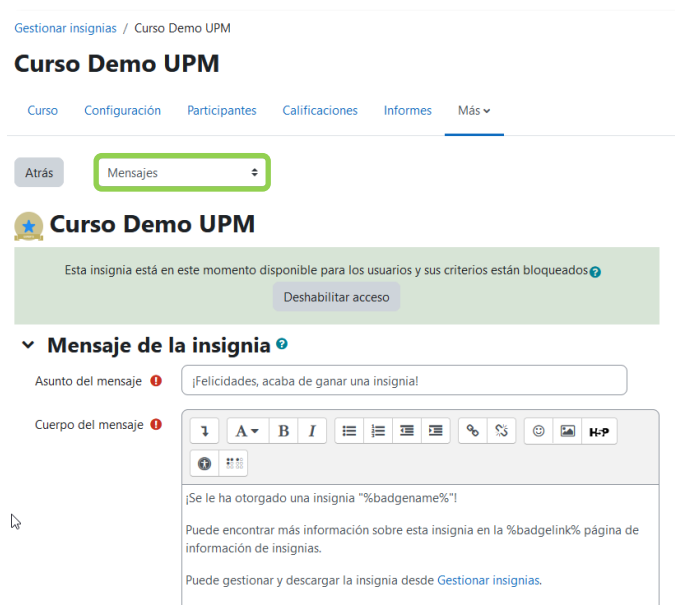 Gestionar insignias / Curso Demo UPM
Curso Demo UPM
Curso Configuración Participantes Calificaciones Informes Más
Atrás Mensajes
Curso Demo UPM
Esta insignia está en este momento disponible para los usuarios y sus criterios están bloqueados
Deshabilitar acceso
Mensaje de la insignia
Asunto del mensaje ¡Felicidades, acaba de ganar una insignia!
Cuerpo del mensaje
A B I H-P
¡Se le ha otorgado una insignia "%badgename%"!
Puede encontrar más información sobre esta insignia en la %badgelink% página de
información de insignias.
Puede gestionar y descargar la insignia desde Gestionar insignias.